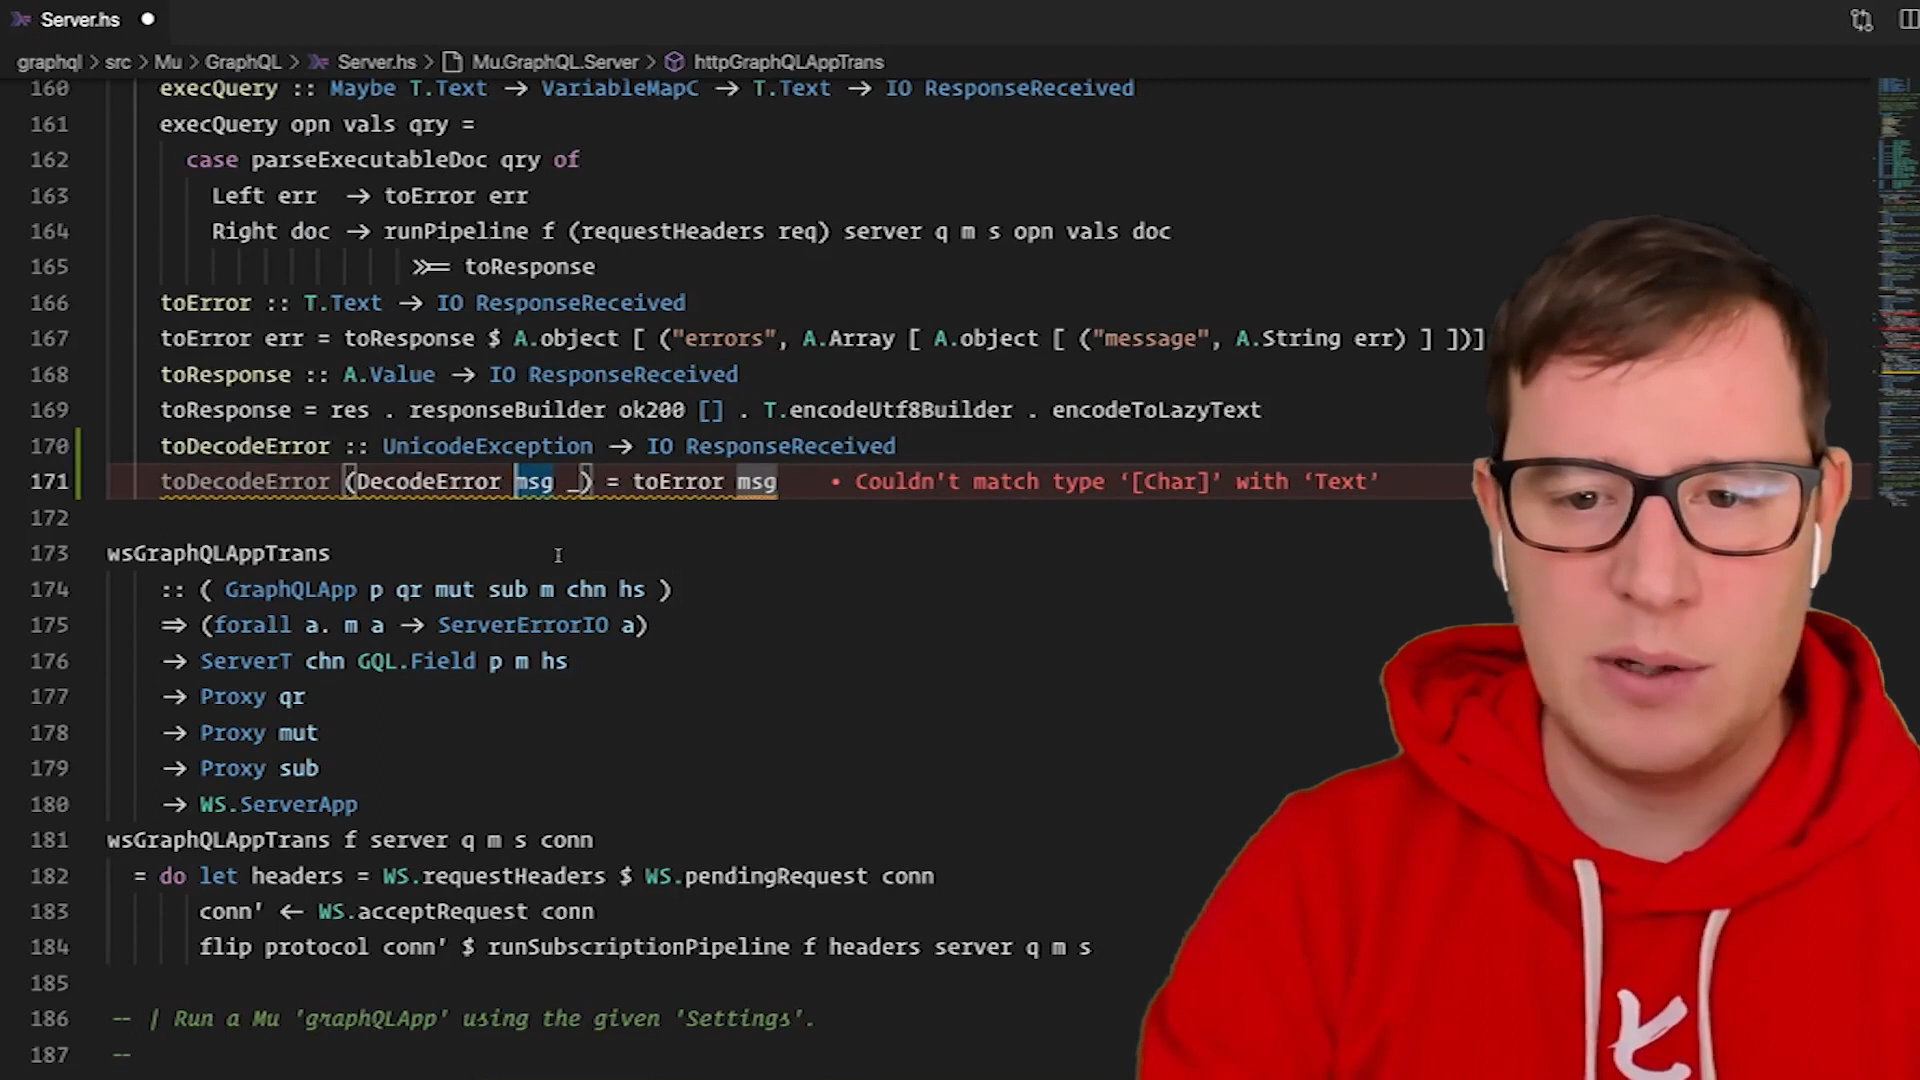 Server.hs
graphql > src > Mu > GraphQL > Server.hs > Mu.GraphQL.Server > httpGraphQLAppTrans
160 execQuery :: Maybe T.Text → VariableMapC → T.Text → IO ResponseReceived
161 execQuery opn vals qry =
162 case parseExecutableDoc qry of
163 Left err → toError err
164 Right doc → runPipeline f (requestHeaders req) server q m s opn vals doc
165 >>= toResponse
166 toError :: T.Text → IO ResponseReceived
167 toError err = toResponse $ A.object [ ("errors", A.Array [ A.object [ ("message", A.String err) ] ])]
168 toResponse :: A.Value → IO ResponseReceived
169 toResponse = res . responseBuilder ok200 [] . T.encodeUtf8Builder . encodeToLazyText
170 toDecodeError :: UnicodeException → IO ResponseReceived
171 toDecodeError (DecodeError msg _) = toError msg • Couldn't match type ‘[Char]’ with ‘Text’
172
173 wsGraphQLAppTrans
174 :: ( GraphQLApp p qr mut sub m chn hs )
175 ⇒ (forall a. m a → ServerErrorIO a)
176 → ServerT chn GQL.Field p m hs
177 → Proxy qr
178 → Proxy mut
179 → Proxy sub
180 → WS.ServerApp
181 wsGraphQLAppTrans f server q m s conn
182 = do let headers = WS.requestHeaders $ WS.pendingRequest conn
183 conn' ← WS.acceptRequest conn
184 flip protocol conn' $ runSubscriptionPipeline f headers server q m s
185
186 -- | Run a Mu 'graphQLApp' using the given 'Settings'.
187 --